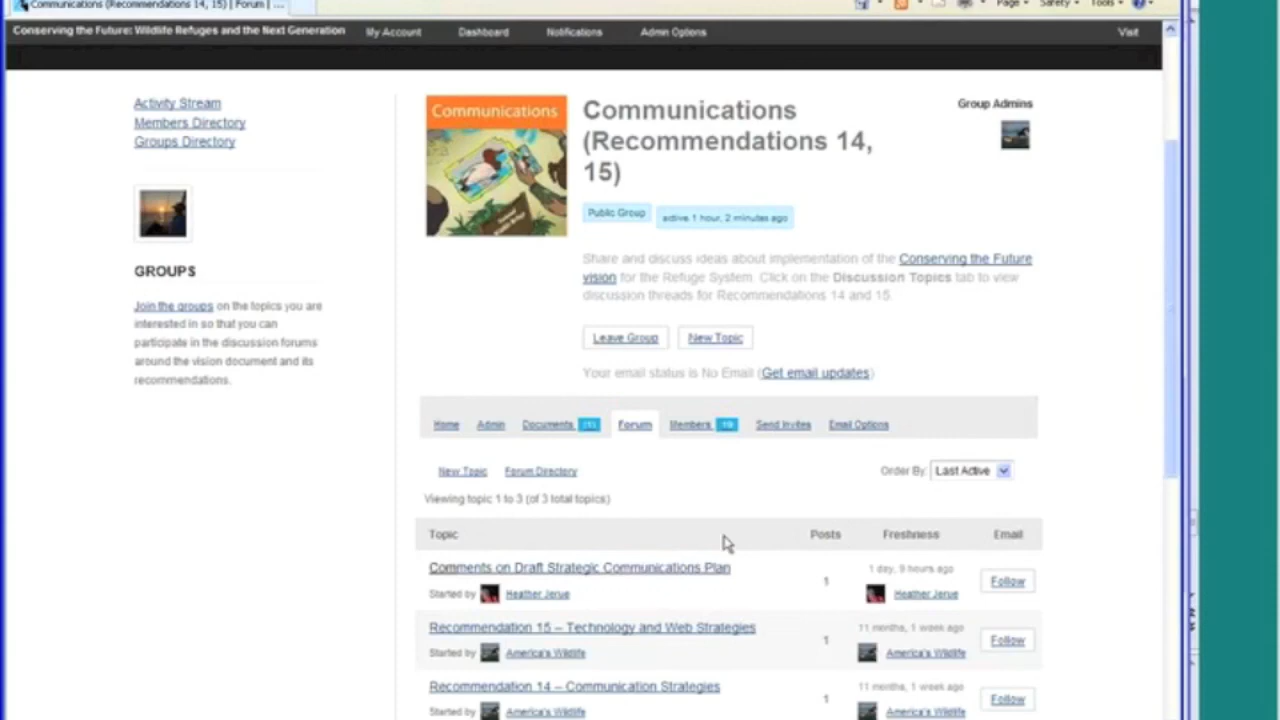 Communications (Recommendations 14, 15) | Forum | ...
Page
Safety
Tools
Conserving the Future: Wildlife Refuges and the Next Generation
My Account
Dashboard
Notifications
Admin Options
Visit
Activity Stream
Members Directory
Groups Directory
GROUPS
Join the groups on the topics you are
interested in so that you can
participate in the discussion forums
around the vision document and its
recommendations.
Communications
Communications
(Recommendations 14,
15)
Group Admins
Public Group
active 1 hour, 2 minutes ago
Share and discuss ideas about implementation of the Conserving the Future
vision for the Refuge System. Click on the Discussion Topics tab to view
discussion threads for Recommendations 14 and 15.
Leave Group
New Topic
Your email status is No Email (Get email updates)
Home
Admin
Documents
Forum
Members
Send Invites
Email Options
New Topic
Forum Directory
Order By: Last Active
Viewing topic 1 to 3 (of 3 total topics)
Topic
Posts
Freshness
Email
Comments on Draft Strategic Communications Plan
Started by Heather Jerue
1
1 day, 9 hours ago
Heather Jerue
Follow
Recommendation 15 – Technology and Web Strategies
Started by America's Wildlife
1
11 months, 1 week ago
America's Wildlife
Follow
Recommendation 14 – Communication Strategies
Started by America's Wildlife
1
11 months, 1 week ago
America's Wildlife
Follow